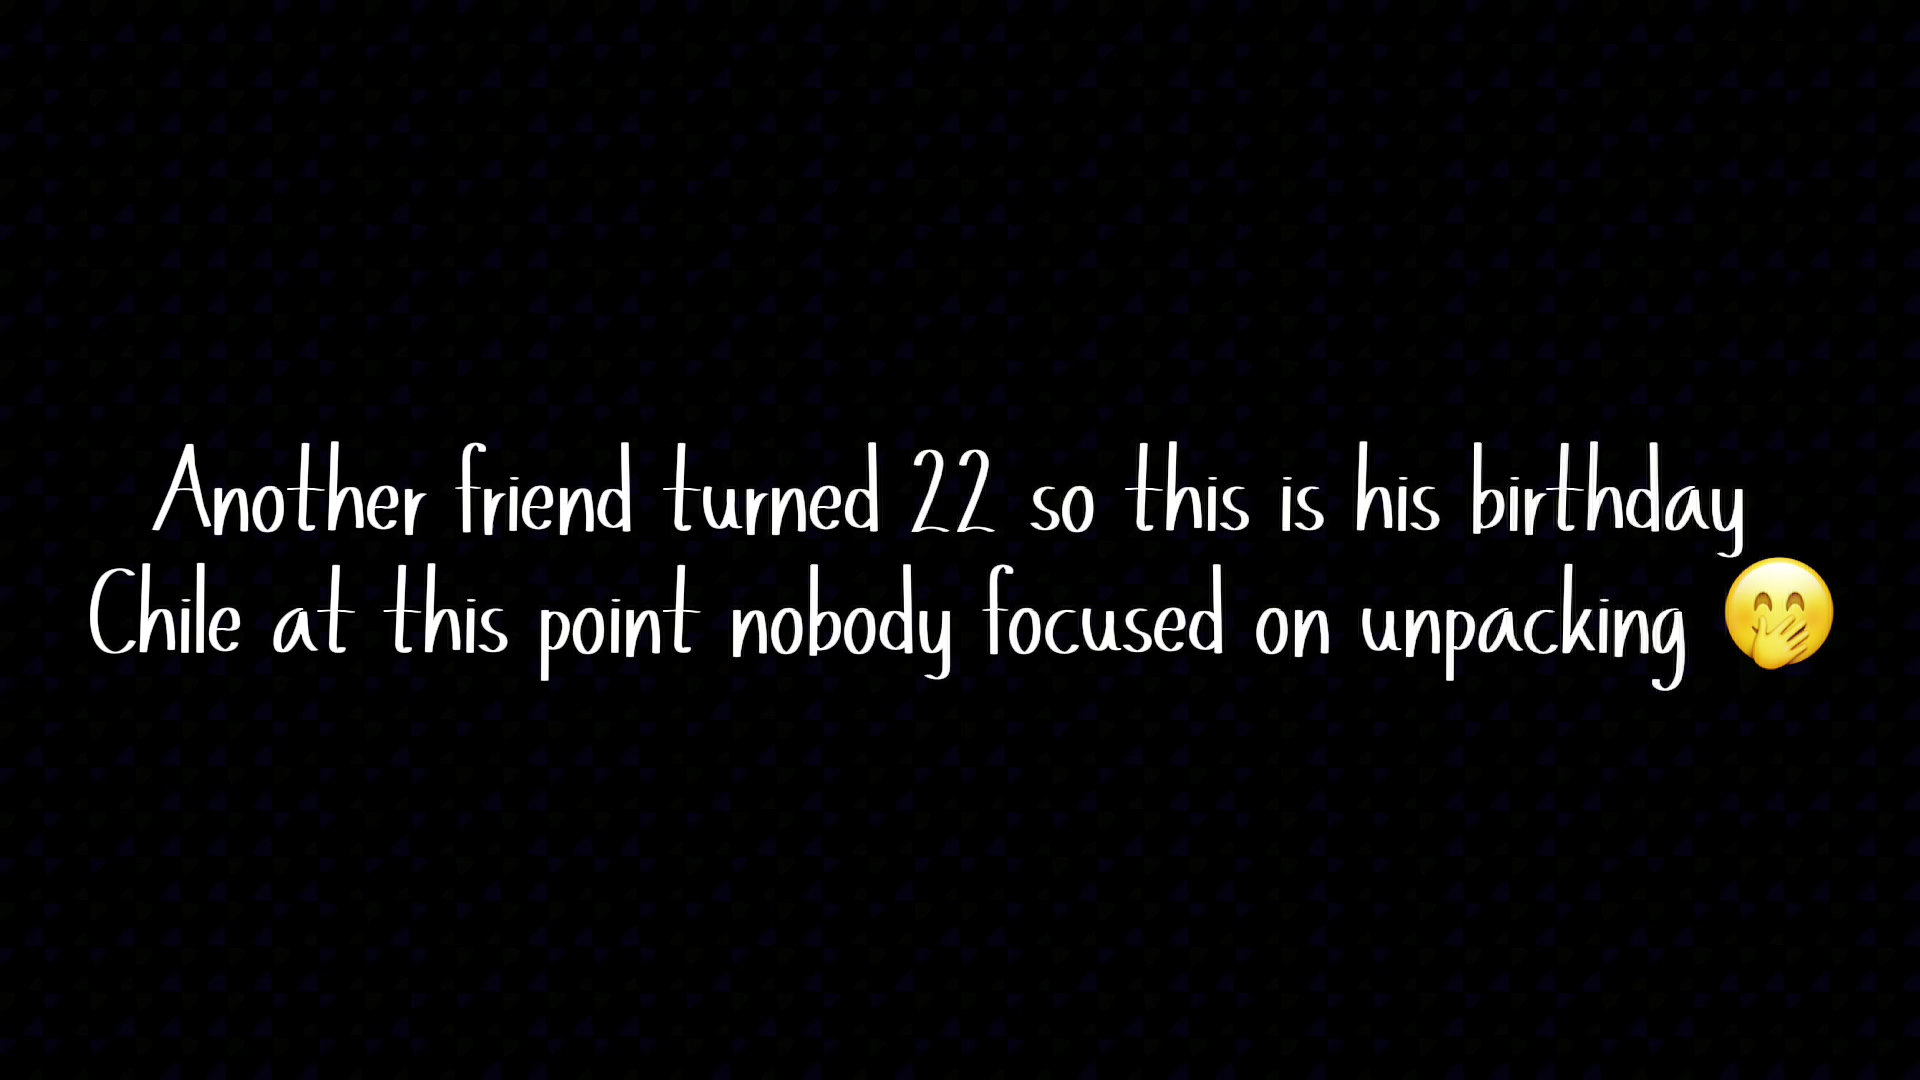 Another friend turned 22 so this is his birthday
Chile at this point nobody focused on unpacking 🤭